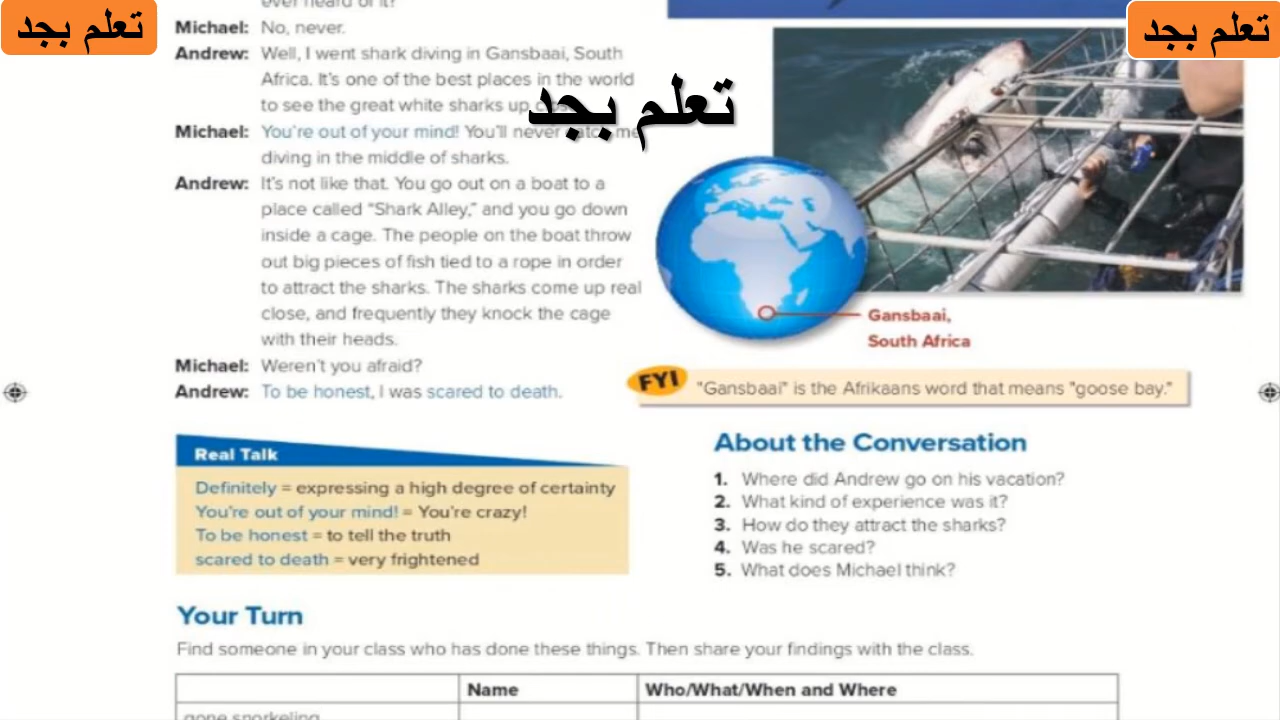 تعلم بجد
تعلم بجد
تعلم بجد
ever heard of it?
Michael: No, never.
Andrew: Well, I went shark diving in Gansbaai, South
Africa. It's one of the best places in the world
to see the great white sharks up
Michael: You're out of your mind! You'll never me
diving in the middle of sharks.
Andrew: It's not like that. You go out on a boat to a
place called “Shark Alley,” and you go down
inside a cage. The people on the boat throw
out big pieces of fish tied to a rope in order
to attract the sharks. The sharks come up real
close, and frequently they knock the cage
with their heads.
Michael: Weren't you afraid?
Andrew: To be honest, I was scared to death.
Gansbaai,
South Africa
FYI "Gansbaai" is the Afrikaans word that means "goose bay."
Real Talk
Definitely = expressing a high degree of certainty
You're out of your mind! = You're crazy!
To be honest = to tell the truth
scared to death = very frightened
About the Conversation
1. Where did Andrew go on his vacation?
2. What kind of experience was it?
3. How do they attract the sharks?
4. Was he scared?
5. What does Michael think?
Your Turn
Find someone in your class who has done these things. Then share your findings with the class.
Name Who/What/When and Where
gone snorkeling